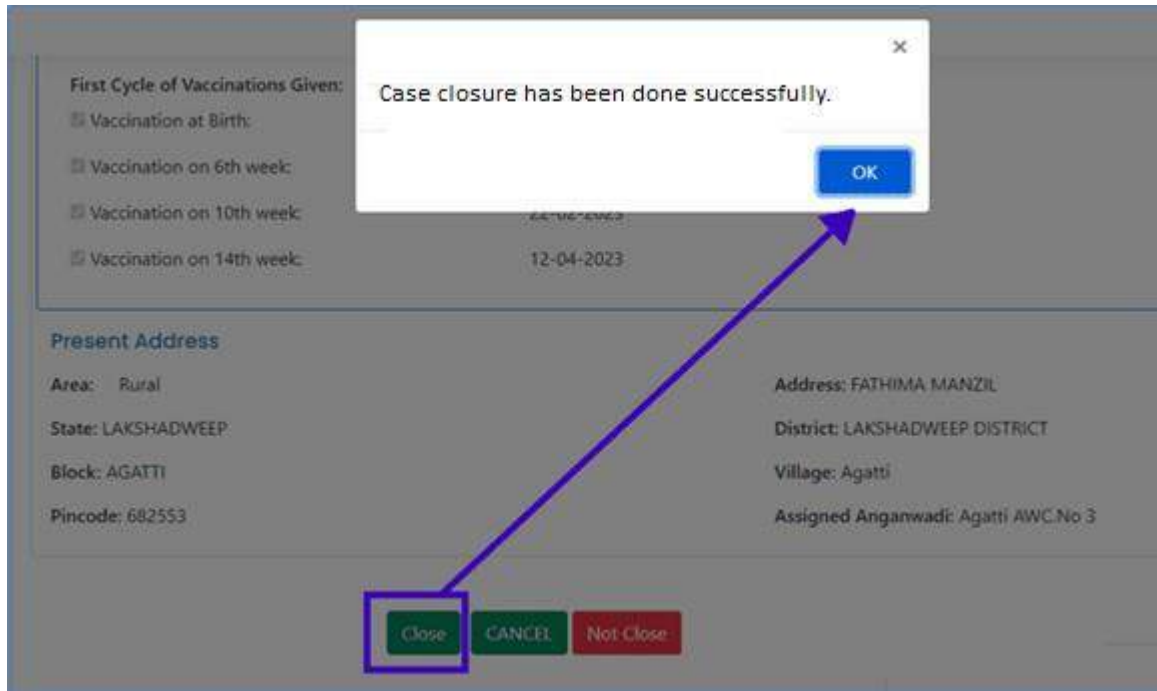 ×
First Cycle of Vaccinations Given:
Case closure has been done successfully.
Vaccination at Birth:
Vaccination on 6th week:
OK
Vaccination on 10th week: 22-02-2023
Vaccination on 14th week: 12-04-2023
Present Address
Area: Rural Address: FATHIMA MANZIL
State: LAKSHADWEEP District: LAKSHADWEEP DISTRICT
Block: AGATTI Village: Agatti
Pincode: 682553 Assigned Anganwadi: Agatti AWC.No 3
Close CANCEL Not Close